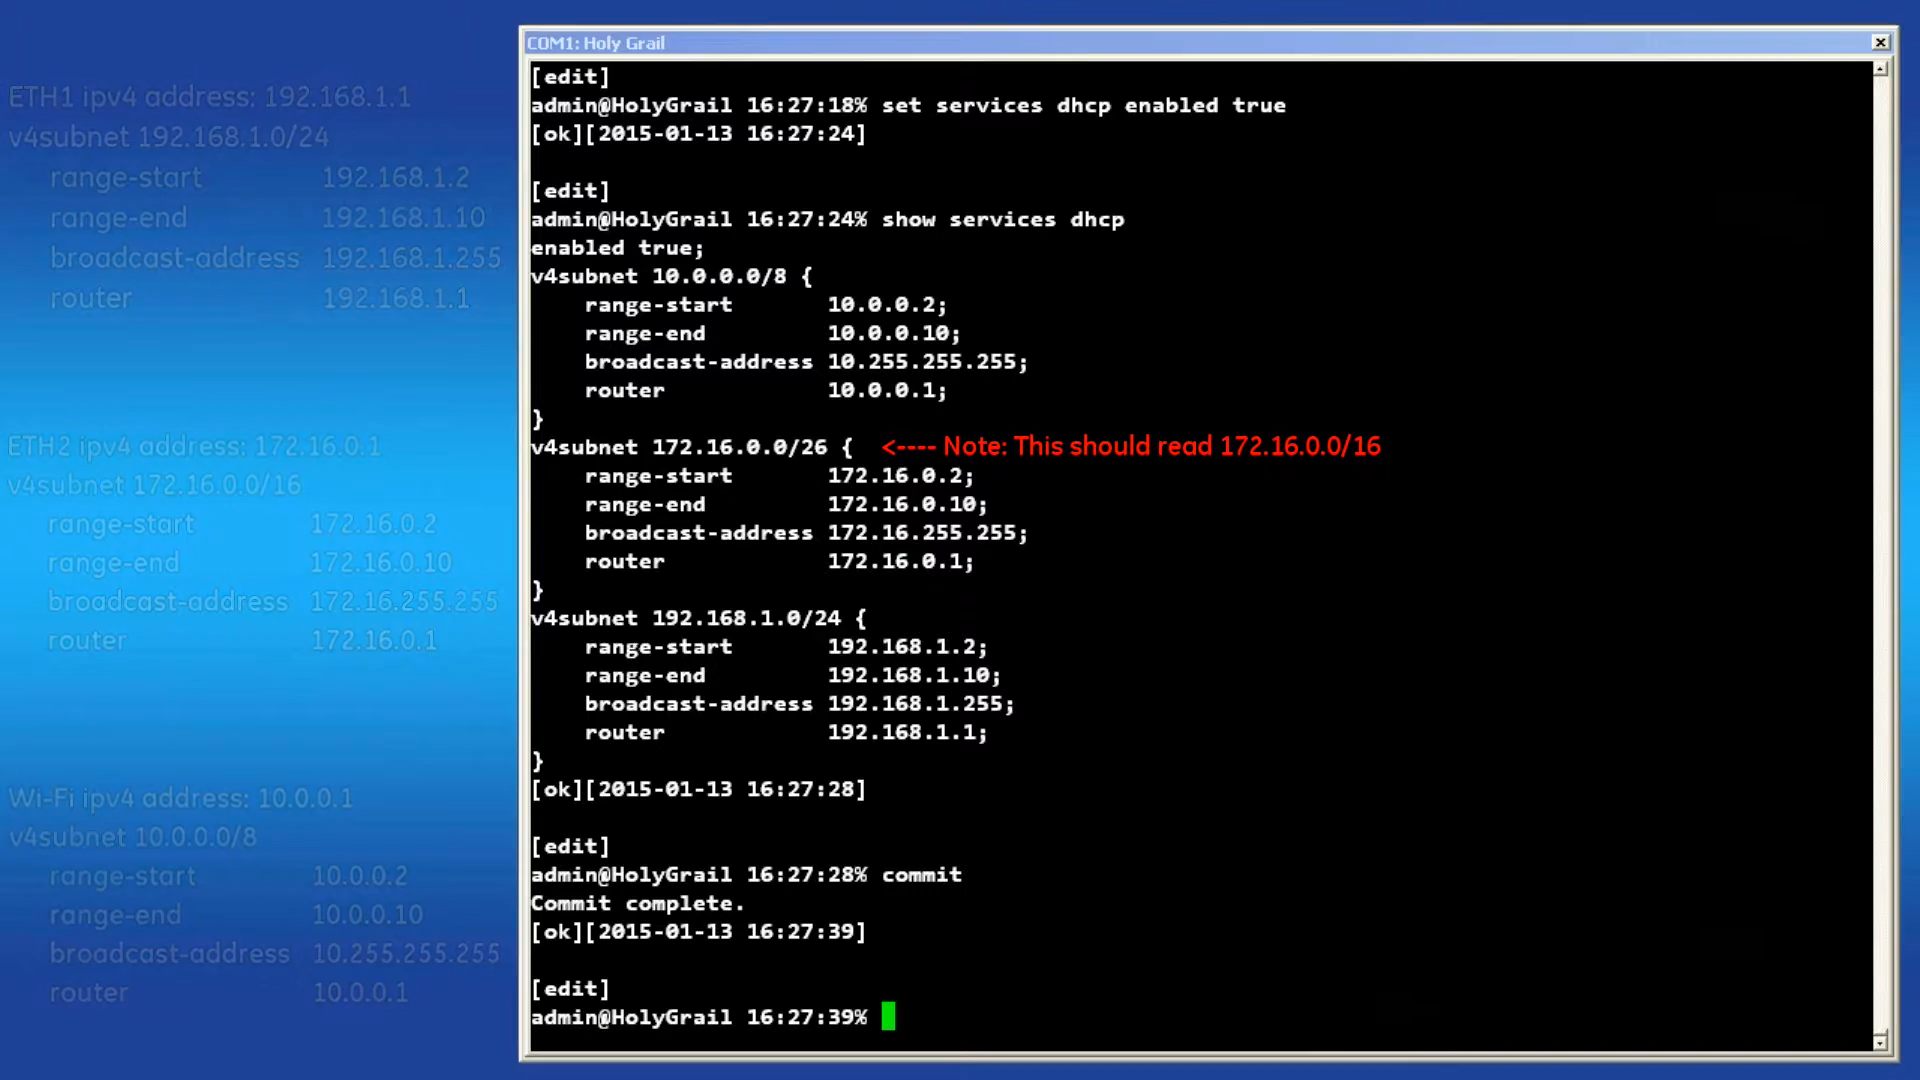 ETH1 ipv4 address: 192.168.1.1
v4subnet 192.168.1.0/24
range-start 192.168.1.2
range-end 192.168.1.10
broadcast-address 192.168.1.255
router 192.168.1.1
ETH2 ipv4 address: 172.16.0.1
v4subnet 172.16.0.0/16
range-start 172.16.0.2
range-end 172.16.0.10
broadcast-address 172.16.255.255
router 172.16.0.1
Wi-Fi ipv4 address: 10.0.0.1
v4subnet 10.0.0.0/8
range-start 10.0.0.2
range-end 10.0.0.10
broadcast-address 10.255.255.255
router 10.0.0.1
COM1: Holy Grail
[edit]
admin@HolyGrail 16:27:18% set services dhcp enabled true
[ok][2015-01-13 16:27:24]
[edit]
admin@HolyGrail 16:27:24% show services dhcp
enabled true;
v4subnet 10.0.0.0/8 {
range-start 10.0.0.2;
range-end 10.0.0.10;
broadcast-address 10.255.255.255;
router 10.0.0.1;
}
v4subnet 172.16.0.0/26 { <---- Note: This should read 172.16.0.0/16
range-start 172.16.0.2;
range-end 172.16.0.10;
broadcast-address 172.16.255.255;
router 172.16.0.1;
}
v4subnet 192.168.1.0/24 {
range-start 192.168.1.2;
range-end 192.168.1.10;
broadcast-address 192.168.1.255;
router 192.168.1.1;
}
[ok][2015-01-13 16:27:28]
[edit]
admin@HolyGrail 16:27:28% commit
Commit complete.
[ok][2015-01-13 16:27:39]
[edit]
admin@HolyGrail 16:27:39%